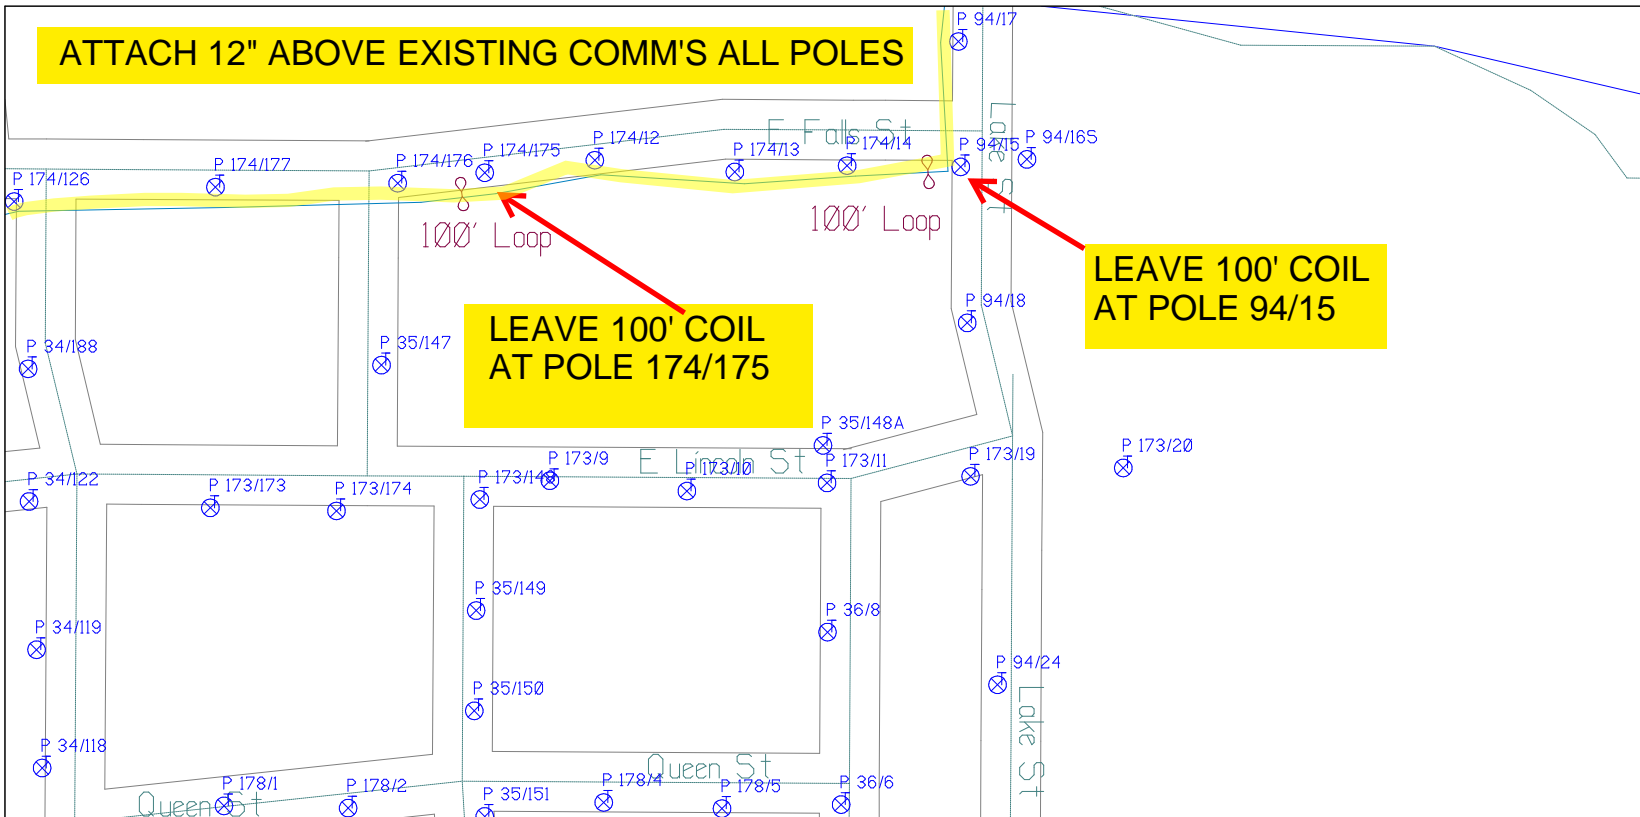 P 94/17
ATTACH 12" ABOVE EXISTING COMM'S ALL POLES
E Falls St
Lake St
P 174/12
P 174/14
P 94/15
P 94/16S
P 174/177
P 174/176
P 174/175
P 174/13
P 174/126
100' Loop
100' Loop
LEAVE 100' COIL
AT POLE 94/15
LEAVE 100' COIL
AT POLE 174/175
P 94/18
P 34/188
P 35/147
P 35/148A
E Lincoln St
P 173/9
P 173/10
P 173/11
P 173/19
P 173/20
P 34/122
P 173/173
P 173/174
P 173/148
P 35/149
P 36/8
P 34/119
P 94/24
Lake St
P 35/150
P 34/118
Queen St
P 178/1
P 178/2
P 178/4
P 178/5
P 36/6
Queen St
P 35/151